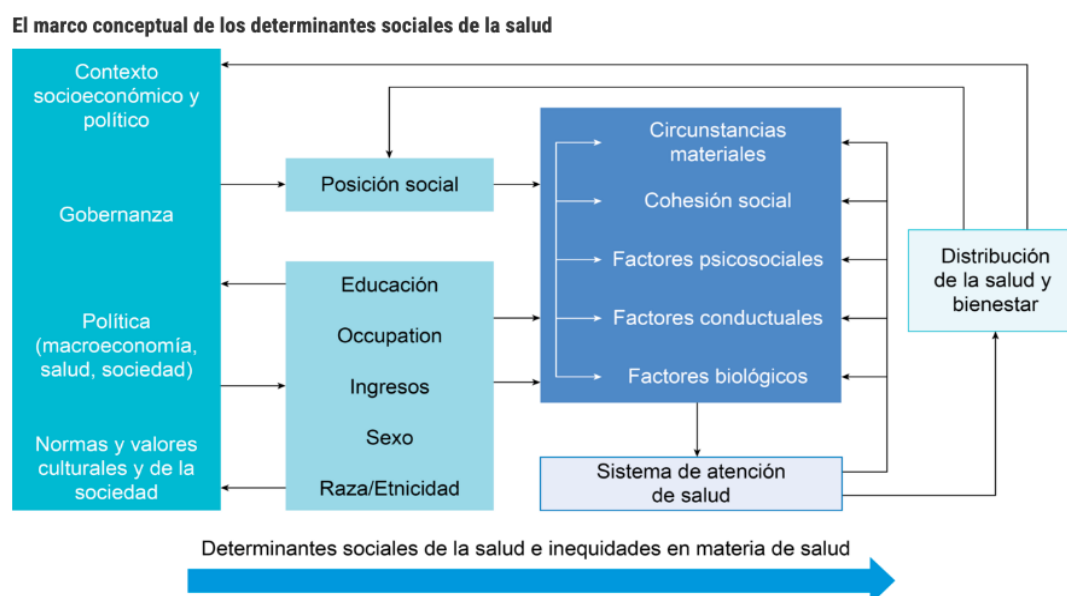 El marco conceptual de los determinantes sociales de la salud
Contexto
socioeconómico y
político
Gobernanza
Política
(macroeconomía,
salud, sociedad)
Normas y valores
culturales y de la
sociedad
Posición social
Educación
Occupation
Ingresos
Sexo
Raza/Etnicidad
Circunstancias
materiales
Cohesión social
Factores psicosociales
Factores conductuales
Factores biológicos
Sistema de atención
de salud
Distribución
de la salud y
bienestar
Determinantes sociales de la salud e inequidades en materia de salud